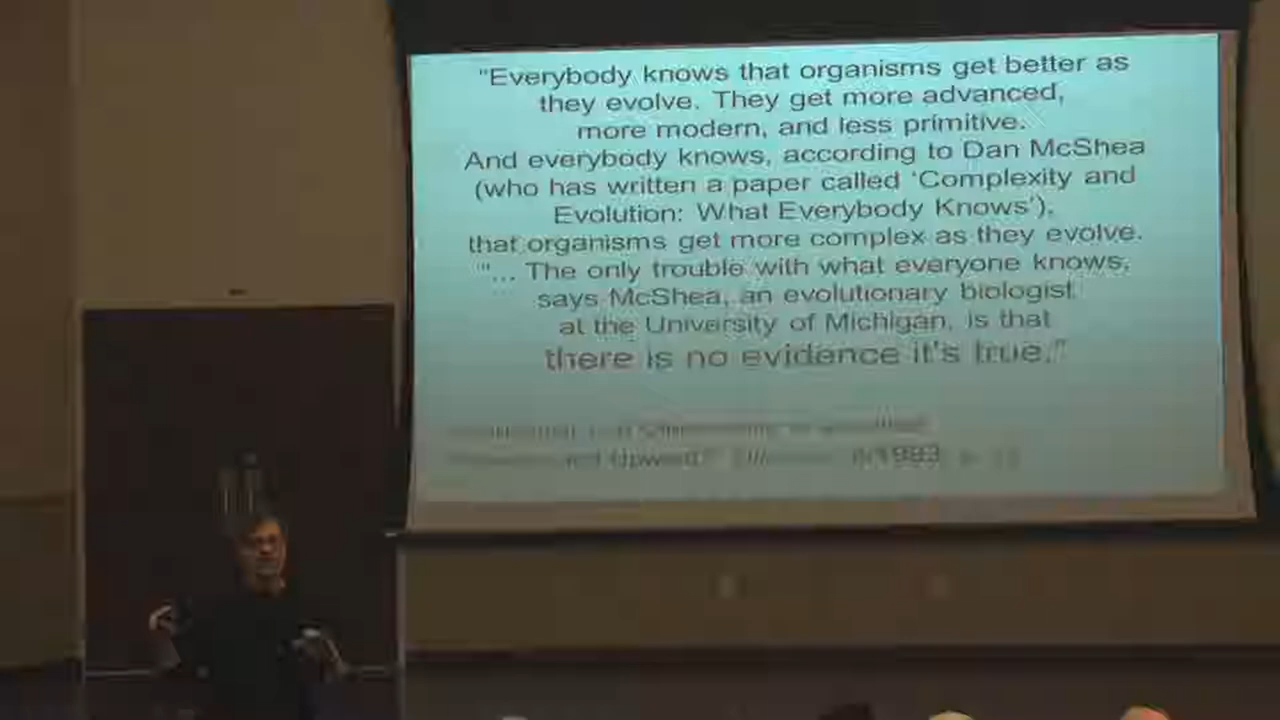 "Everybody knows that organisms get better as
they evolve. They get more advanced,
more modern, and less primitive.
And everybody knows, according to Dan McShea
(who has written a paper called 'Complexity and
Evolution: What Everybody Knows'),
that organisms get more complex as they evolve.
"... The only trouble with what everyone knows,
says McShea, an evolutionary biologist
at the University of Michigan, is that
there is no evidence it's true."
6/1993